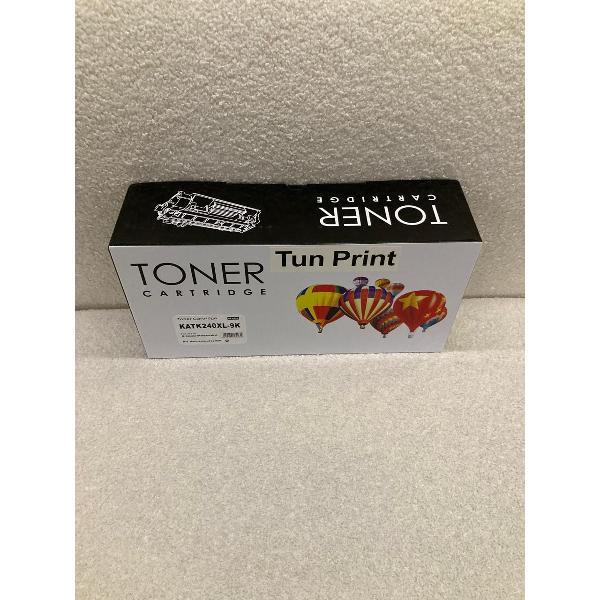 TONER
CARTRIDGE
Tun Print
TONER
CARTRIDGE
KATK240XL-9K